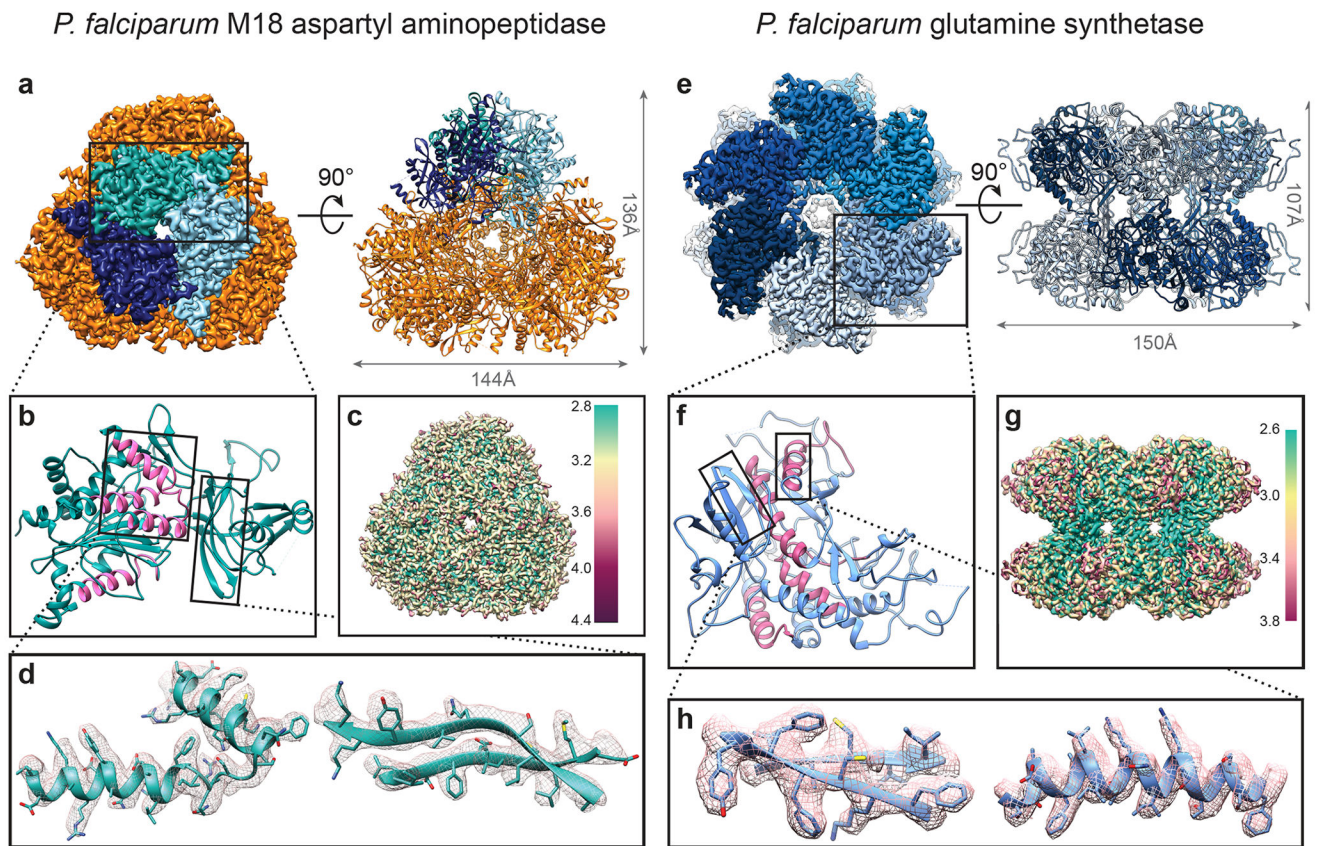 P. falciparum M18 aspartyl aminopeptidase
P. falciparum glutamine synthetase
a
90°
136Å
144Å
e
90°
107Å
150Å
b
c
2.8
3.2
3.6
4.0
4.4
f
g
2.6
3.0
3.4
3.8
d
h